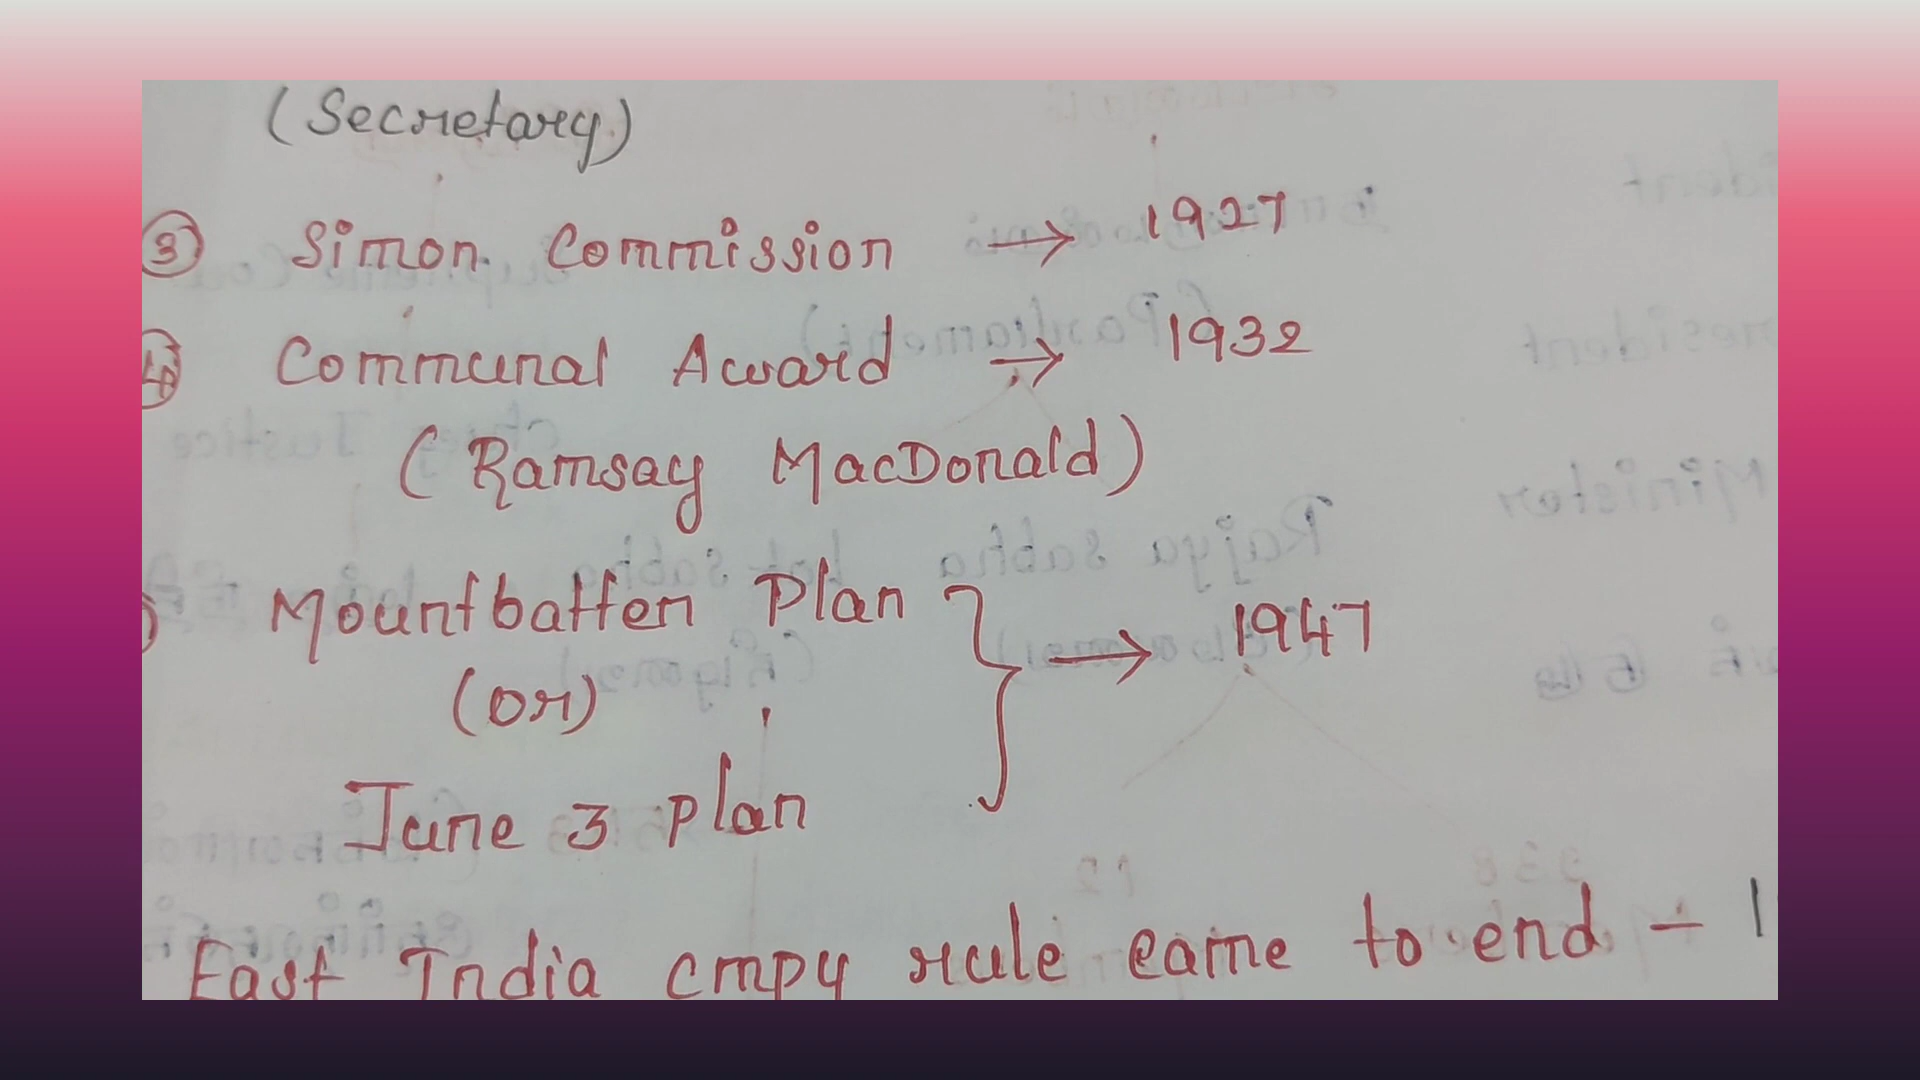 (Secretary)
③ Simon Commission → 1927
④ Communal Award → 1932
(Ramsay MacDonald)
Mountbatten Plan
(or)
} → 1947
June 3 plan
East India cmpy rule came to end -